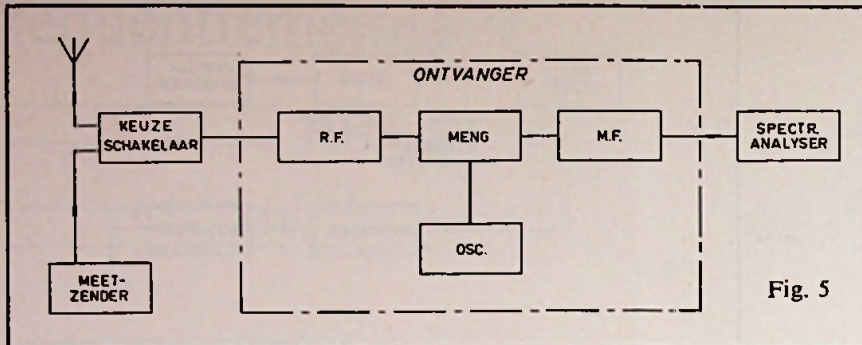 ONTVANGER
KEUZE
SCHAKELAAR
R.F.
MENG
M.F.
SPECTR.
ANALYSER
OSC.
MEET-
ZENDER
Fig. 5